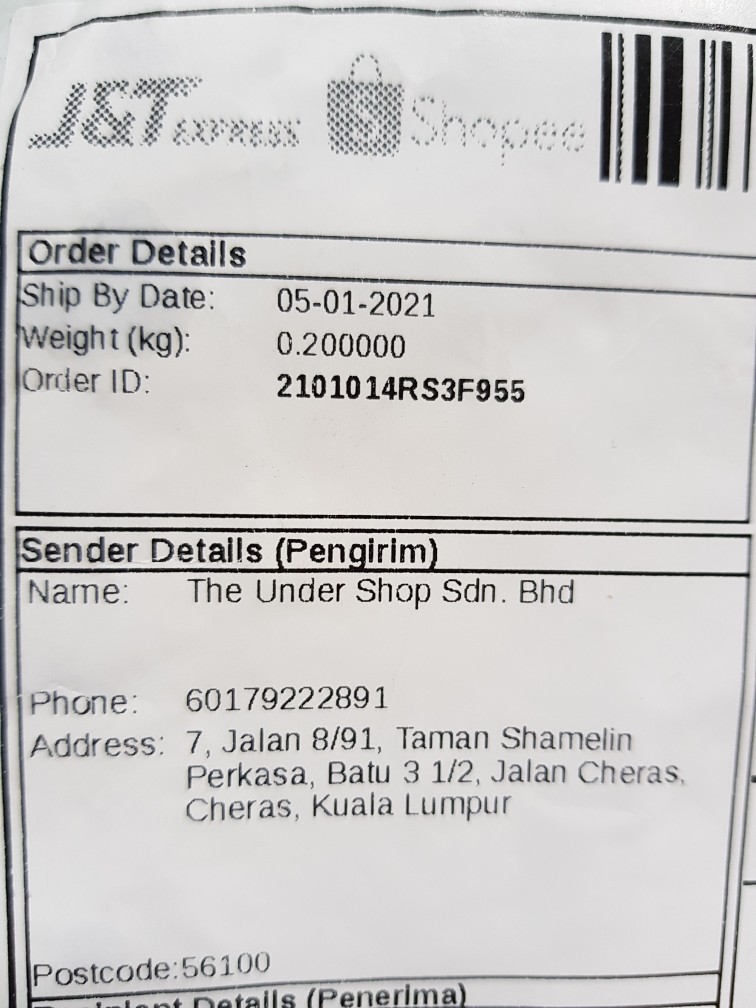 J&T EXPRESS Shopee
Order Details
Ship By Date: 05-01-2021
Weight (kg): 0.200000
Order ID: 2101014RS3F955
Sender Details (Pengirim)
Name: The Under Shop Sdn. Bhd
Phone: 60179222891
Address: 7, Jalan 8/91, Taman Shamelin
Perkasa, Batu 3 1/2, Jalan Cheras,
Cheras, Kuala Lumpur
Postcode:56100
Details (Penerima)